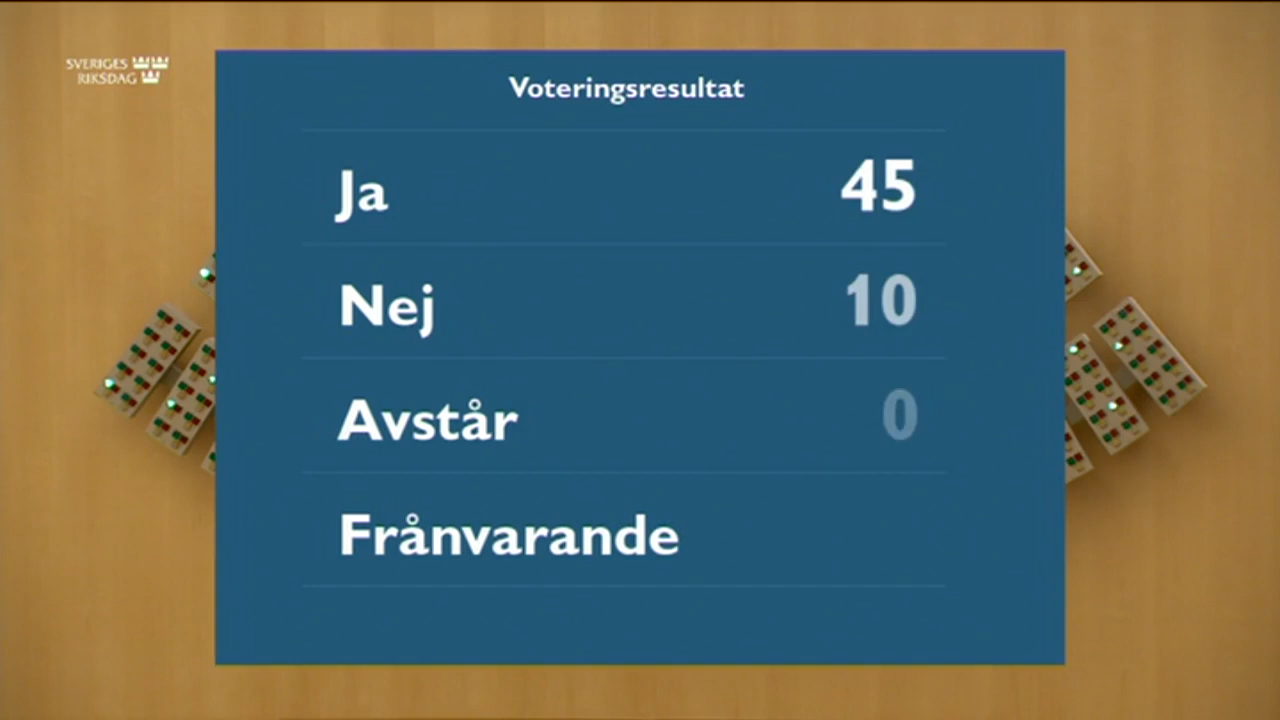 SVERIGES
RIKSDAG
Voteringsresultat
Ja 45
Nej 10
Avstår 0
Frånvarande